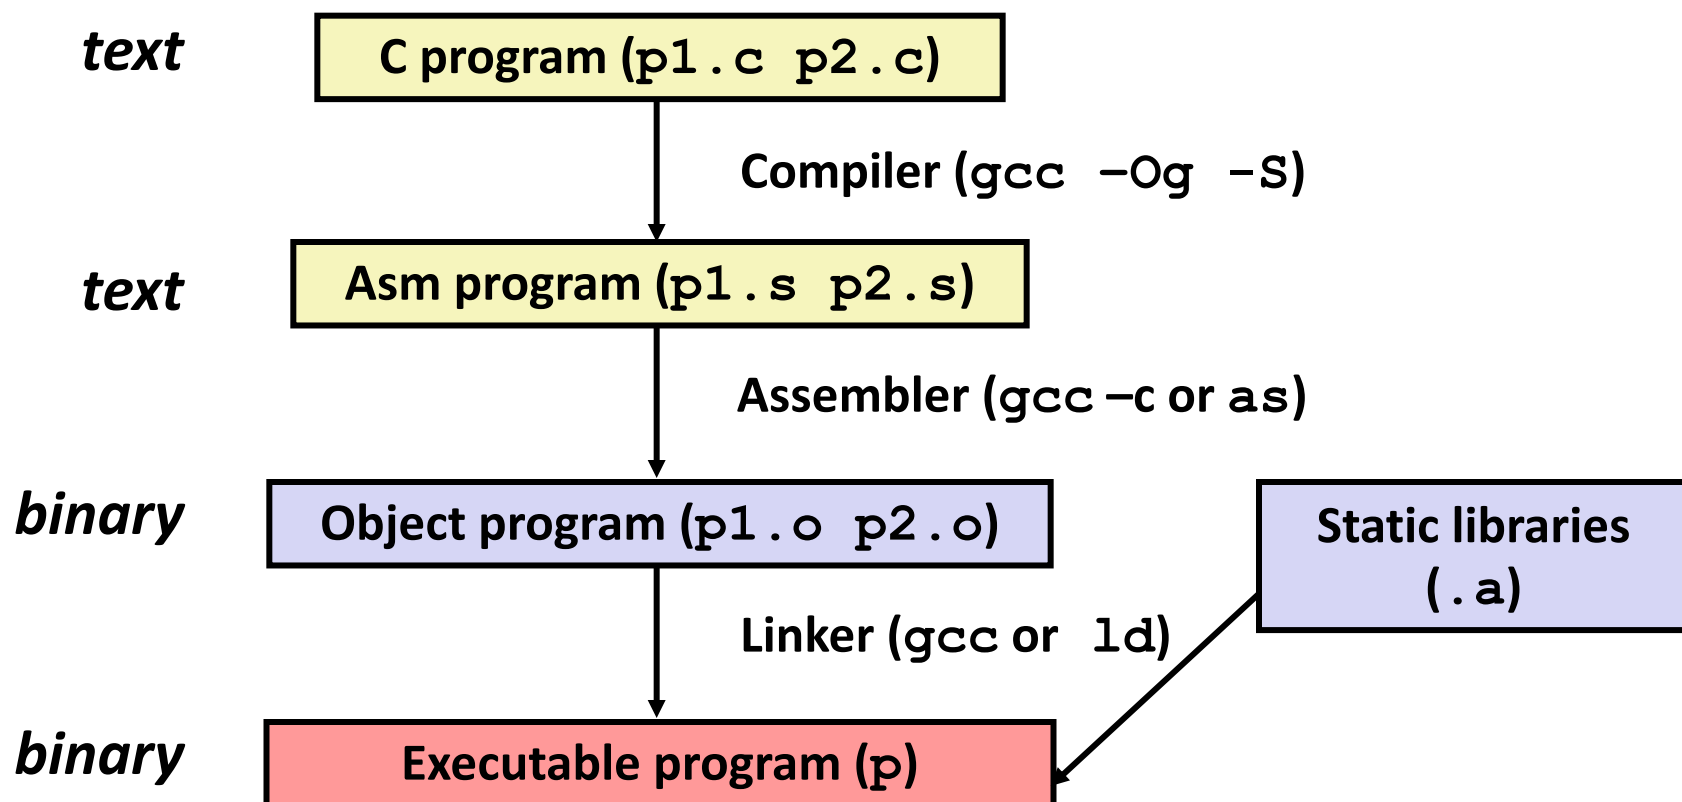 text
C program (p1.c p2.c)
Compiler (gcc –Og -S)
text
Asm program (p1.s p2.s)
Assembler (gcc –c or as)
binary
Object program (p1.o p2.o)
Static libraries
(.a)
Linker (gcc or ld)
binary
Executable program (p)